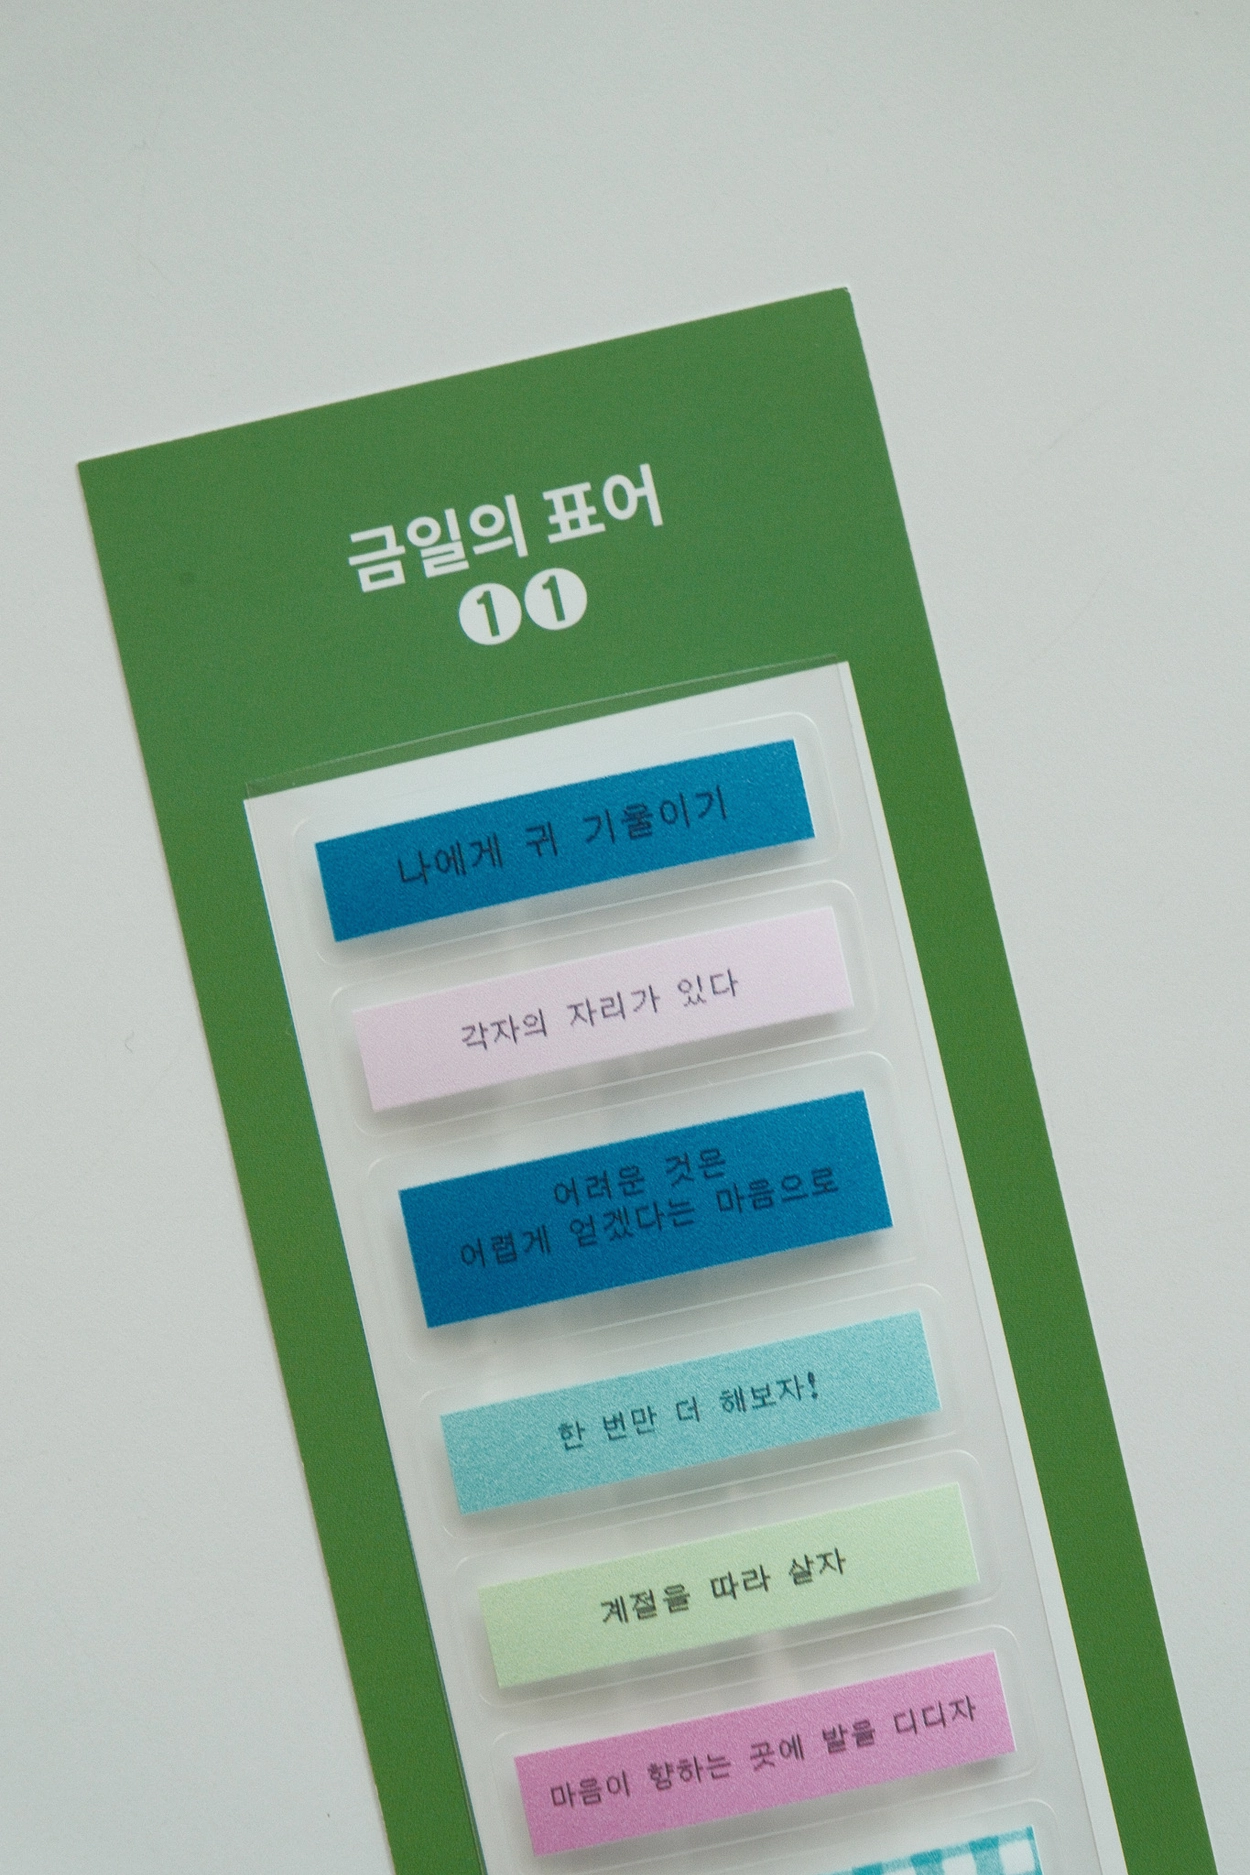 금일의 표어
❶❶
나에게 귀 기울이기
각자의 자리가 있다
어려운 것은
어렵게 얻겠다는 마음으로
한 번만 더 해보자!
계절을 따라 살자
마음이 향하는 곳에 발을 디디자